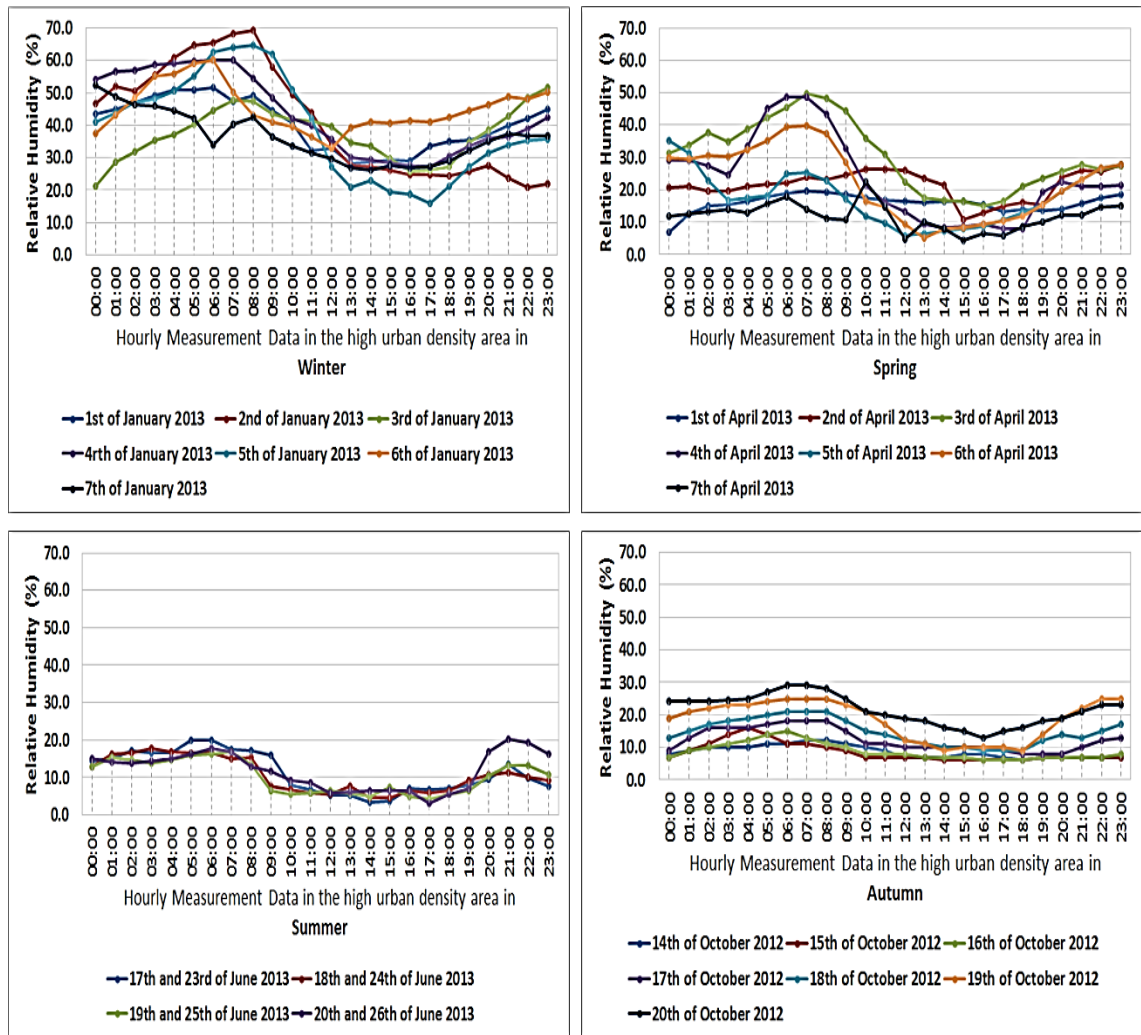 Relative Humidity (%)
70.0
60.0
50.0
40.0
30.0
20.0
10.0
0.0
00:00 01:00 02:00 03:00 04:00 05:00 06:00 07:00 08:00 09:00 10:00 11:00 12:00 13:00 14:00 15:00 16:00 17:00 18:00 19:00 20:00 21:00 22:00 23:00
Hourly Measurement Data in the high urban density area in
Winter
1st of January 2013 2nd of January 2013 3rd of January 2013
4rth of January 2013 5th of January 2013 6th of January 2013
7th of January 2013
Relative Humidity (%)
70.0
60.0
50.0
40.0
30.0
20.0
10.0
0.0
00:00 01:00 02:00 03:00 04:00 05:00 06:00 07:00 08:00 09:00 10:00 11:00 12:00 13:00 14:00 15:00 16:00 17:00 18:00 19:00 20:00 21:00 22:00 23:00
Hourly Measurement Data in the high urban density area in
Spring
1st of April 2013 2nd of April 2013 3rd of April 2013
4th of April 2013 5th of April 2013 6th of April 2013
7th of April 2013
Relative Humidity (%)
70.0
60.0
50.0
40.0
30.0
20.0
10.0
0.0
00:00 01:00 02:00 03:00 04:00 05:00 06:00 07:00 08:00 09:00 10:00 11:00 12:00 13:00 14:00 15:00 16:00 17:00 18:00 19:00 20:00 21:00 22:00 23:00
Hourly Measurement Data in the high urban density area in
Summer
17th and 23rd of June 2013 18th and 24th of June 2013
19th and 25th of June 2013 20th and 26th of June 2013
Relative Humidity (%)
70.0
60.0
50.0
40.0
30.0
20.0
10.0
0.0
00:00 01:00 02:00 03:00 04:00 05:00 06:00 07:00 08:00 09:00 10:00 11:00 12:00 13:00 14:00 15:00 16:00 17:00 18:00 19:00 20:00 21:00 22:00 23:00
Hourly Measurement Data in the high urban density area in
Autumn
14th of October 2012 15th of October 2012 16th of October 2012
17th of October 2012 18th of October 2012 19th of October 2012
20th of October 2012